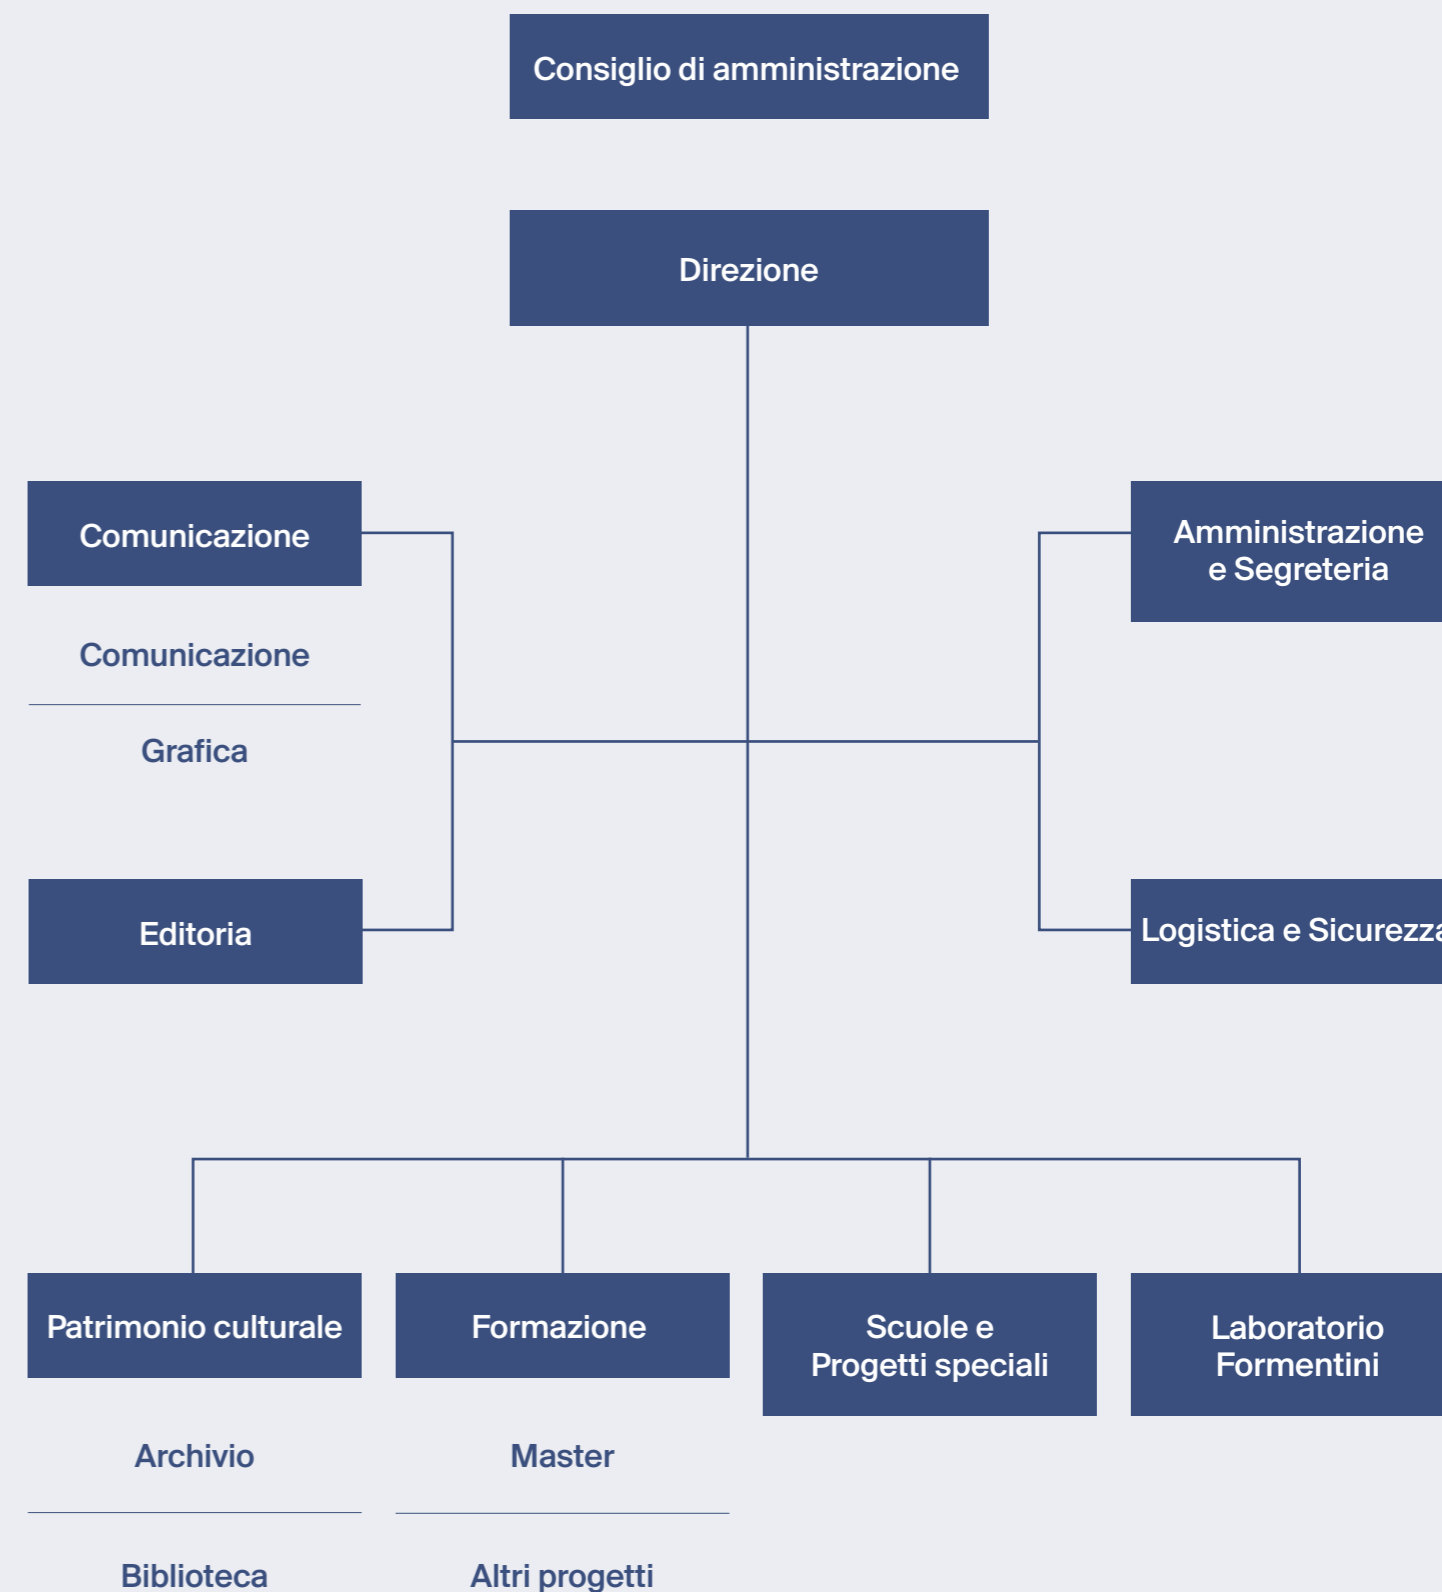 Consiglio di amministrazione
Direzione
Comunicazione
Comunicazione
Grafica
Editoria
Amministrazione
e Segreteria
Logistica e Sicurezza
Patrimonio culturale
Archivio
Biblioteca
Formazione
Master
Altri progetti
Scuole e
Progetti speciali
Laboratorio
Formentini